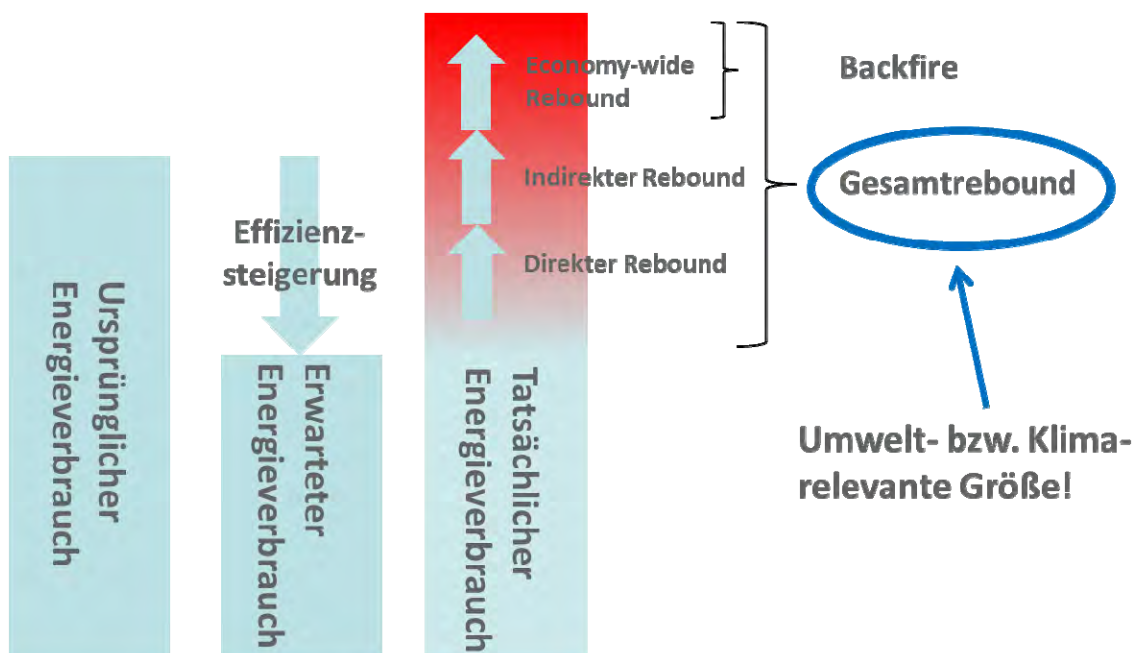 Ursprünglicher
Energieverbrauch
Effizienz-
steigerung
Erwarteter
Energieverbrauch
Tatsächlicher
Energieverbrauch
Economy-wide
Rebound
Indirekter Rebound
Direkter Rebound
Backfire
Gesamtrebound
Umwelt- bzw. Klima-
relevante Größe!